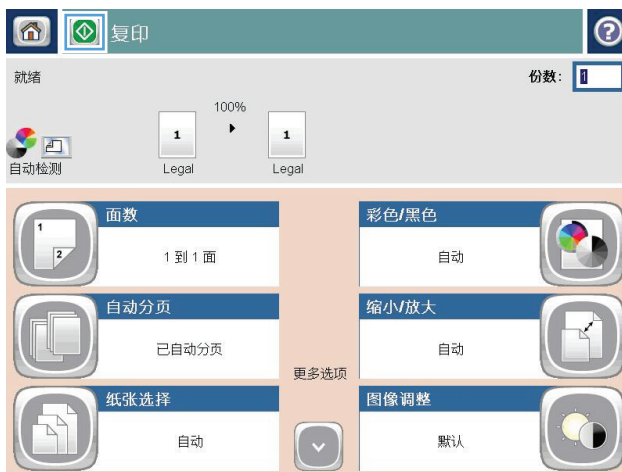 复印
就绪
份数: 1
100%
1 1
自动检测 Legal Legal
面数
1 到 1 面
彩色/黑色
自动
自动分页
已自动分页
缩小/放大
自动
更多选项
纸张选择
自动
图像调整
默认
1
2
?